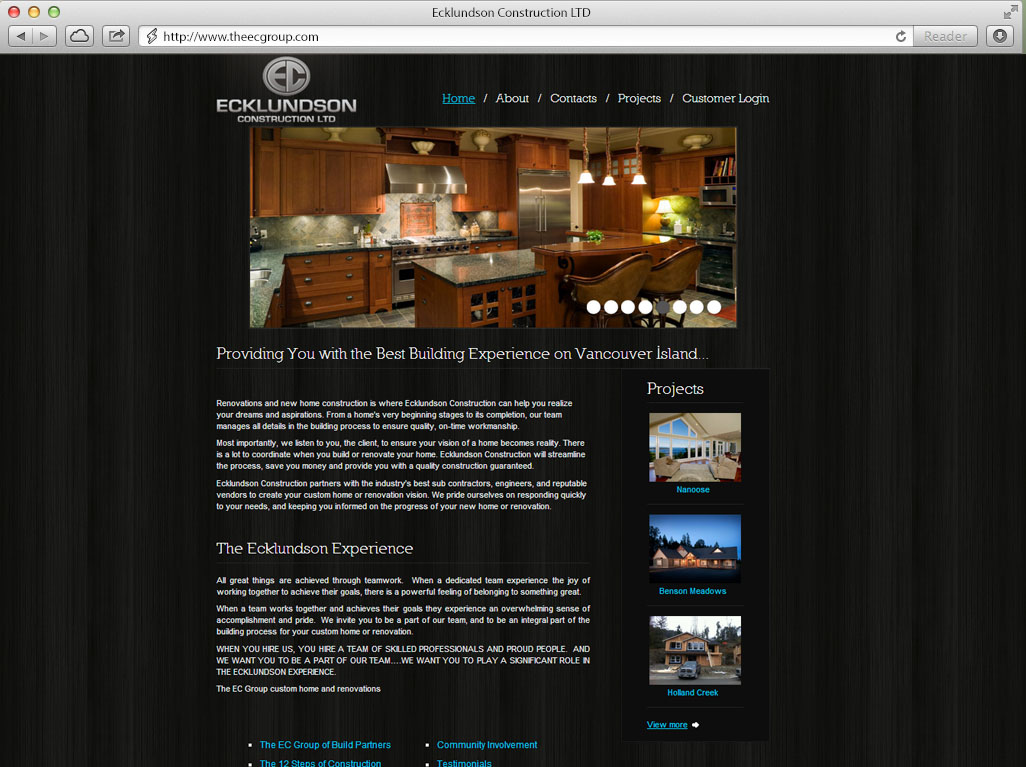 Ecklundson Construction LTD
http://www.theecgroup.com
Reader
EC
ECKLUNDSON
CONSTRUCTION LTD
Home / About / Contacts / Projects / Customer Login
Providing You with the Best Building Experience on Vancouver Island...
Renovations and new home construction is where Ecklundson Construction can help you realize
your dreams and aspirations. From a home's very beginning stages to its completion, our team
manages all details in the building process to ensure quality, on-time workmanship.
Most importantly, we listen to you, the client, to ensure your vision of a home becomes reality. There
is a lot to coordinate when you build or renovate your home. Ecklundson Construction will streamline
the process, save you money and provide you with a quality construction guaranteed.
Ecklundson Construction partners with the industry's best sub contractors, engineers, and reputable
vendors to create your custom home or renovation vision. We pride ourselves on responding quickly
to your needs, and keeping you informed on the progress of your new home or renovation.
The Ecklundson Experience
All great things are achieved through teamwork. When a dedicated team experience the joy of
working together to achieve their goals, there is a powerful feeling of belonging to something great.
When a team works together and achieves their goals they experience an overwhelming sense of
accomplishment and pride. We invite you to be a part of our team, and to be an integral part of the
building process for your custom home or renovation.
WHEN YOU HIRE US, YOU HIRE A TEAM OF SKILLED PROFESSIONALS AND PROUD PEOPLE. AND
WE WANT YOU TO BE A PART OF OUR TEAM....WE WANT YOU TO PLAY A SIGNIFICANT ROLE IN
THE ECKLUNDSON EXPERIENCE.
The EC Group custom home and renovations
The EC Group of Build Partners
The 12 Steps of Construction
Community Involvement
Testimonials
Projects
Nanoose
Benson Meadows
Holland Creek
View more